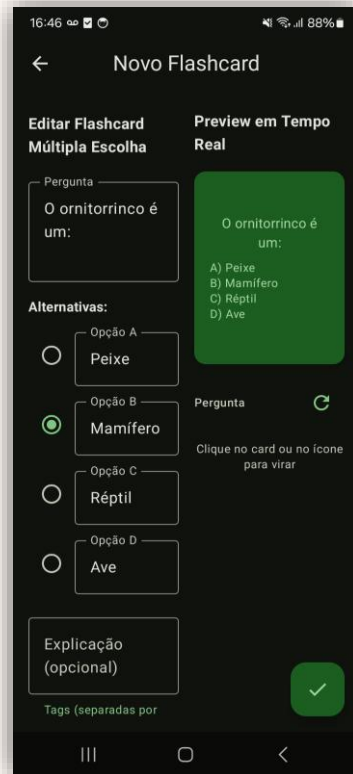 16:46
88%
Novo Flashcard
Editar Flashcard
Múltipla Escolha
Pergunta
O ornitorrinco é
um:
Alternativas:
Opção A
Peixe
Opção B
Mamífero
Opção C
Réptil
Opção D
Ave
Explicação
(opcional)
Tags (separadas por
Preview em Tempo
Real
O ornitorrinco é
um:
A) Peixe
B) Mamífero
C) Réptil
D) Ave
Pergunta
Clique no card ou no ícone
para virar